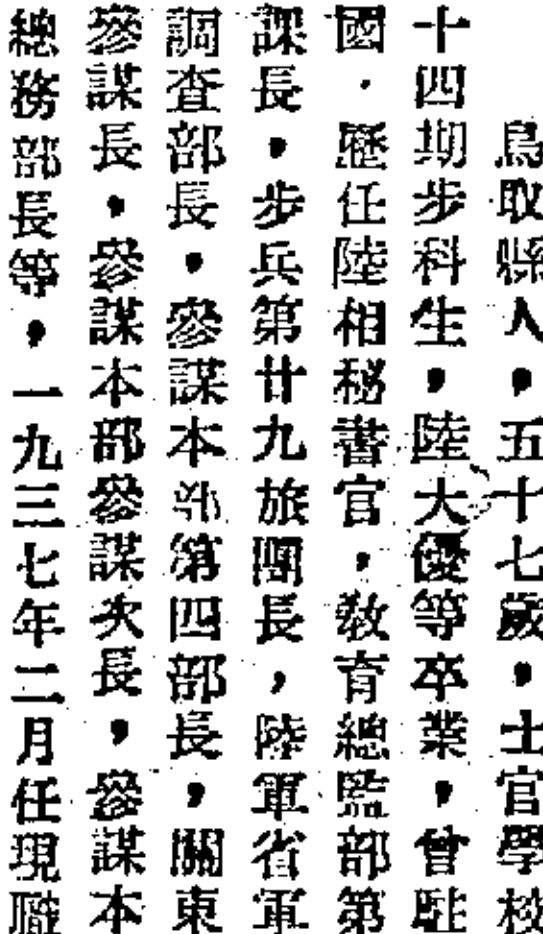 鳥取縣人，五十七歲，士官學校
十四期步科生，陸大優等卒業，曾駐
國．歷任陸相秘書官，敎育總監部第
課長，步兵第廿九旅團長，陸軍省軍
調查部長，參謀本部第四部長，關東
參謀長，參謀本部參謀次長，參謀本
總務部長等，一九三七年二月任現職